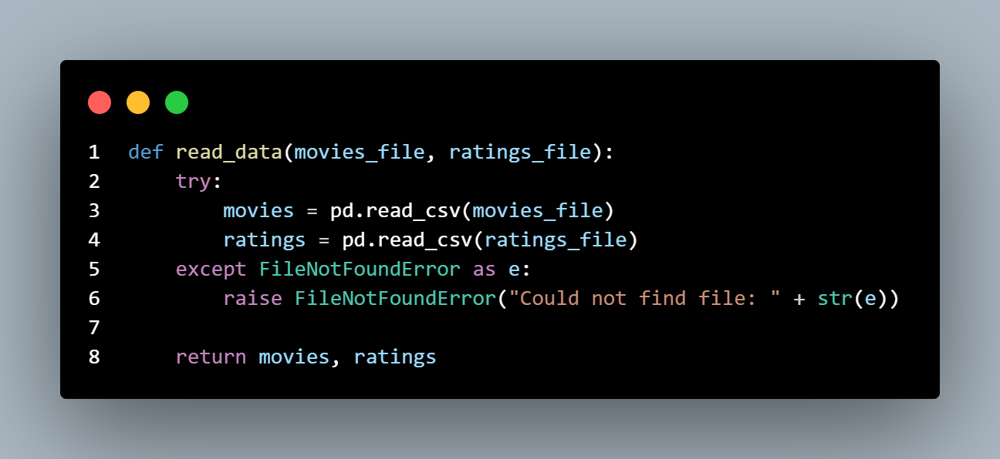 1 def read_data(movies_file, ratings_file):
2     try:
3         movies = pd.read_csv(movies_file)
4         ratings = pd.read_csv(ratings_file)
5     except FileNotFoundError as e:
6         raise FileNotFoundError("Could not find file: " + str(e))
7
8     return movies, ratings